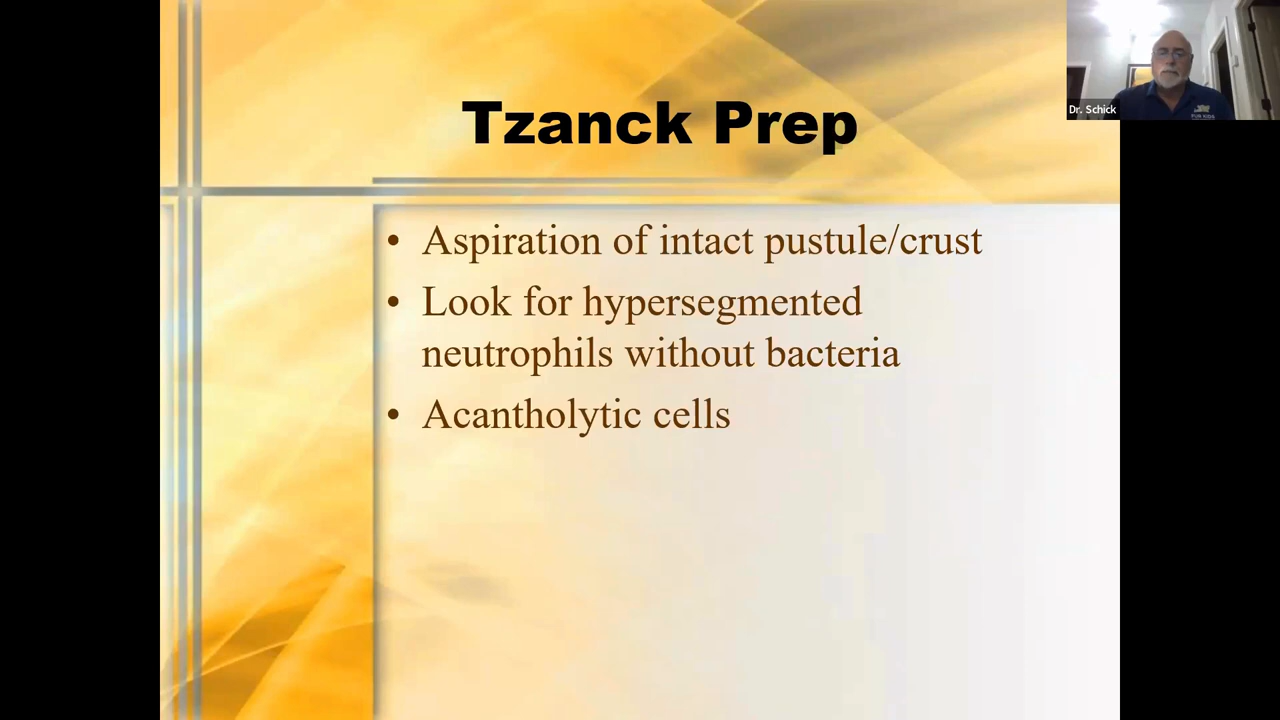 Tzanck Prep
Dr. Schick
• Aspiration of intact pustule/crust
• Look for hypersegmented
neutrophils without bacteria
• Acantholytic cells